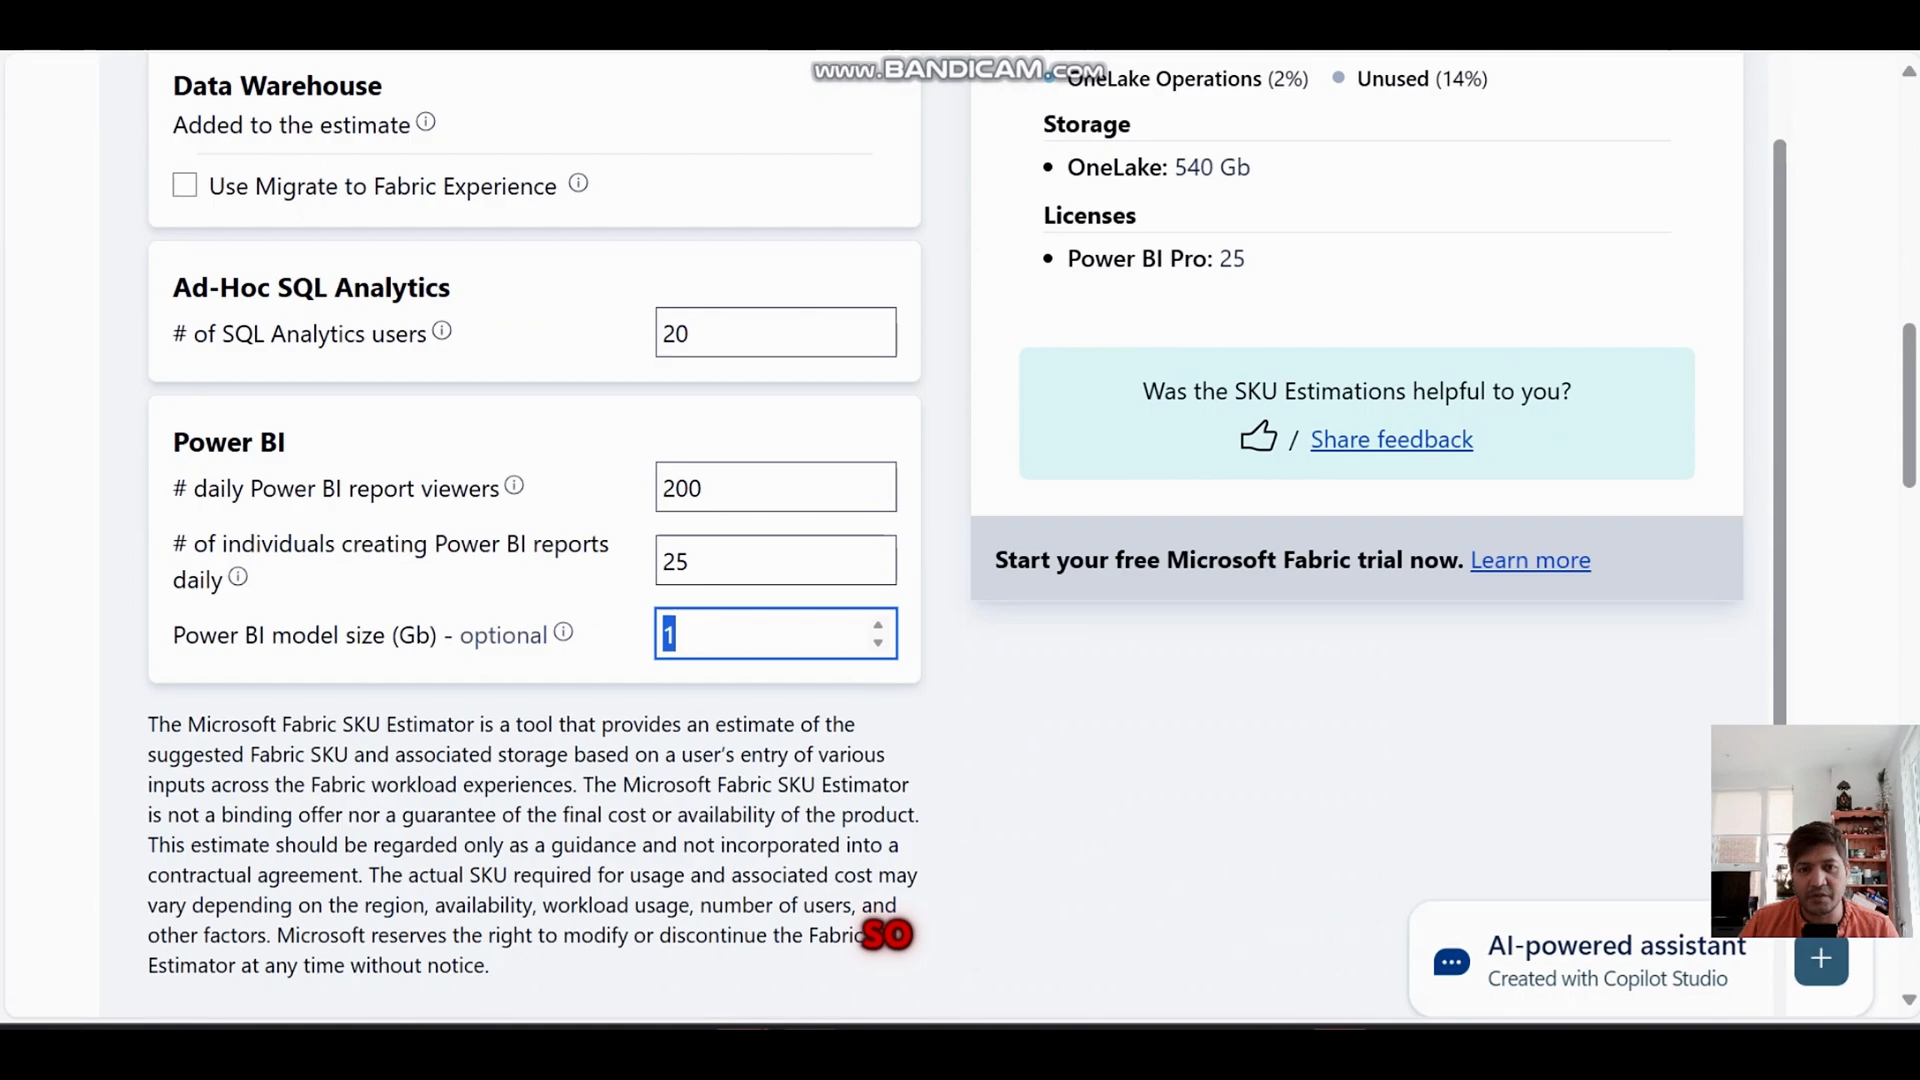 www.BANDICAM.com
Data Warehouse
Added to the estimate
Use Migrate to Fabric Experience
Ad-Hoc SQL Analytics
# of SQL Analytics users
20
Power BI
# daily Power BI report viewers
200
# of individuals creating Power BI reports
daily
25
Power BI model size (Gb) - optional
1
The Microsoft Fabric SKU Estimator is a tool that provides an estimate of the
suggested Fabric SKU and associated storage based on a user's entry of various
inputs across the Fabric workload experiences. The Microsoft Fabric SKU Estimator
is not a binding offer nor a guarantee of the final cost or availability of the product.
This estimate should be regarded only as a guidance and not incorporated into a
contractual agreement. The actual SKU required for usage and associated cost may
vary depending on the region, availability, workload usage, number of users, and
other factors. Microsoft reserves the right to modify or discontinue the Fabric
Estimator at any time without notice.
SO
OneLake Operations (2%) Unused (14%)
Storage
• OneLake: 540 Gb
Licenses
• Power BI Pro: 25
Was the SKU Estimations helpful to you?
/ Share feedback
Start your free Microsoft Fabric trial now. Learn more
AI-powered assistant
Created with Copilot Studio